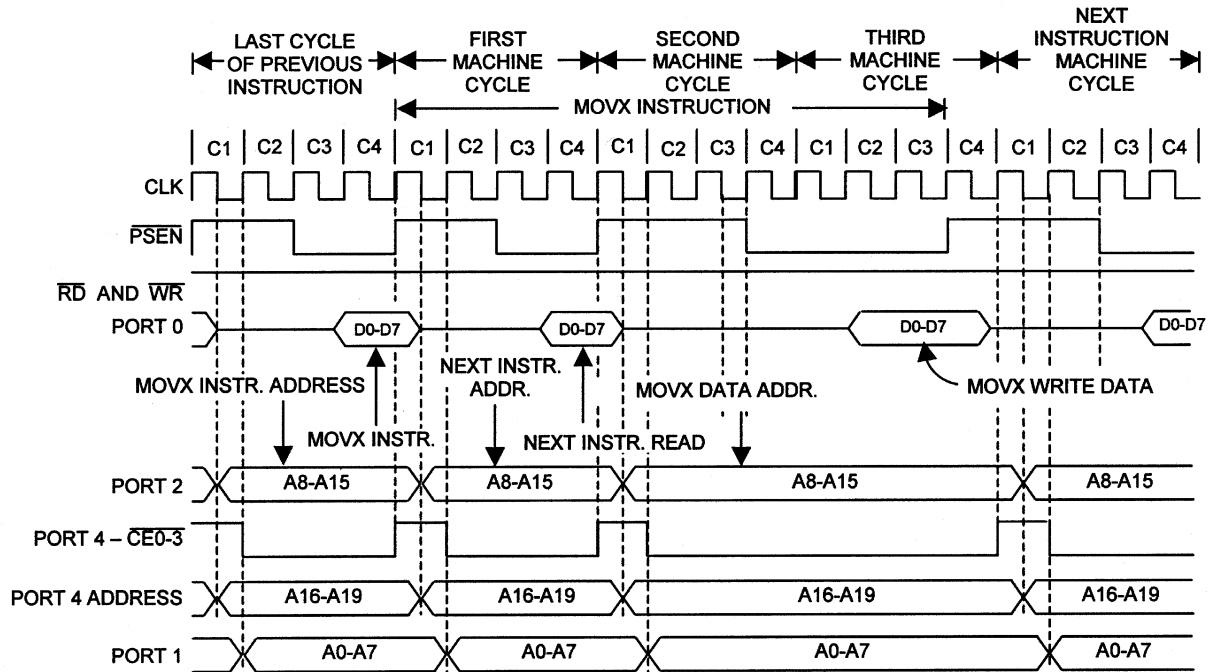 LAST CYCLE
OF PREVIOUS
INSTRUCTION
FIRST
MACHINE
CYCLE
SECOND
MACHINE
CYCLE
THIRD
MACHINE
CYCLE
NEXT
INSTRUCTION
MACHINE
CYCLE
MOVX INSTRUCTION
C1 C2 C3 C4 C1 C2 C3 C4 C1 C2 C3 C4 C1 C2 C3 C4 C1 C2 C3 C4
CLK
PSEN
RD AND WR
PORT 0 D0-D7 D0-D7 D0-D7 D0-D7
MOVX INSTR. ADDRESS
NEXT INSTR.
ADDR.
MOVX DATA ADDR.
MOVX WRITE DATA
MOVX INSTR.
NEXT INSTR. READ
PORT 2 A8-A15 A8-A15 A8-A15 A8-A15
PORT 4 – CE0-3
PORT 4 ADDRESS A16-A19 A16-A19 A16-A19 A16-A19
PORT 1 A0-A7 A0-A7 A0-A7 A0-A7